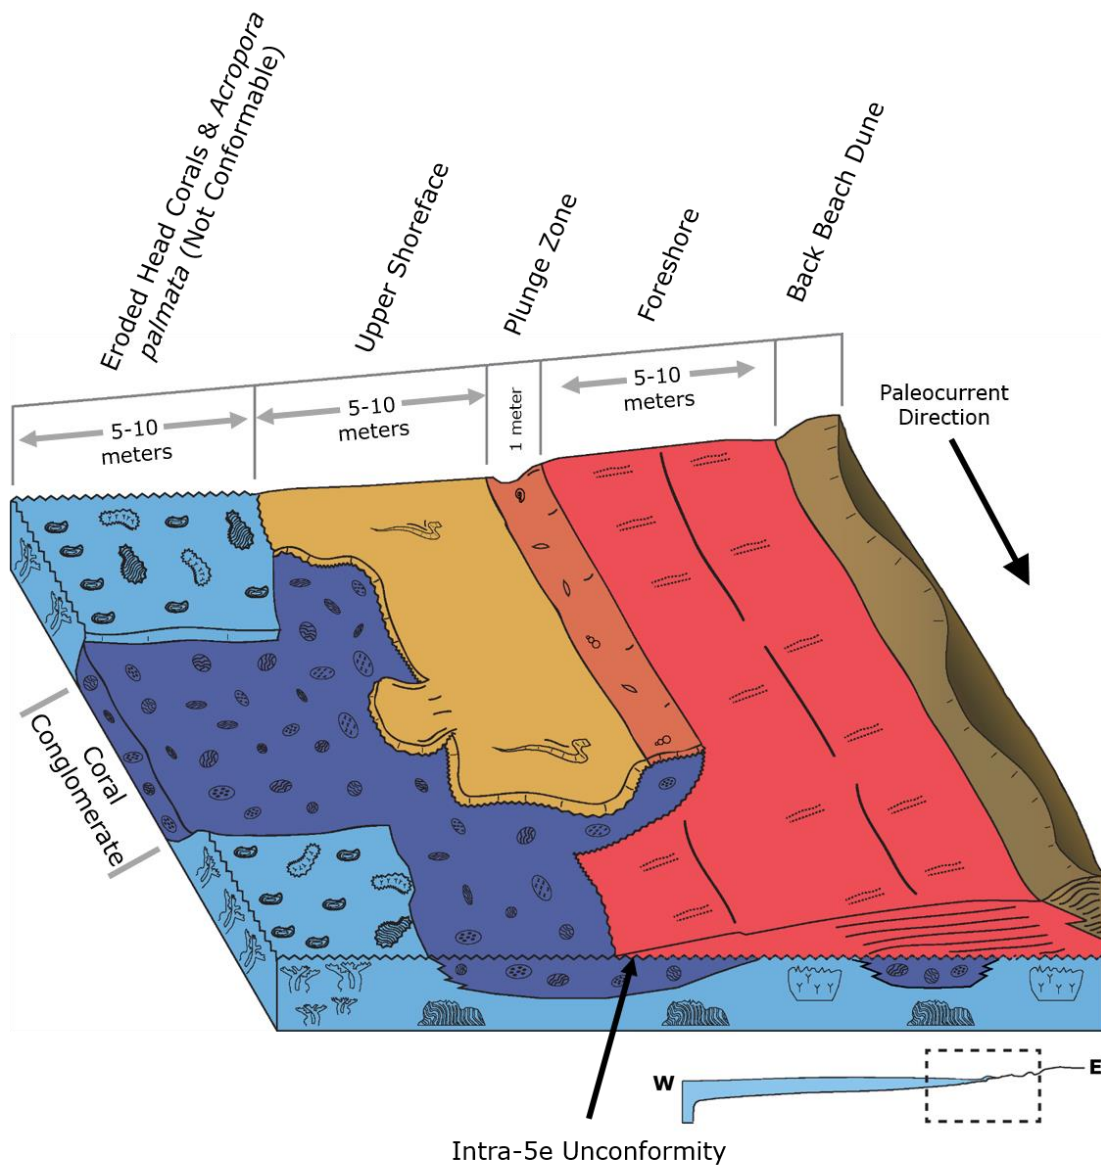 Eroded Head Corals & Acropora
palmata (Not Conformable)
Upper Shoreface
Plunge Zone
Foreshore
Back Beach Dune
5-10
meters
5-10
meters
1 meter
5-10
meters
Paleocurrent
Direction
Coral
Conglomerate
W
E
Intra-5e Unconformity